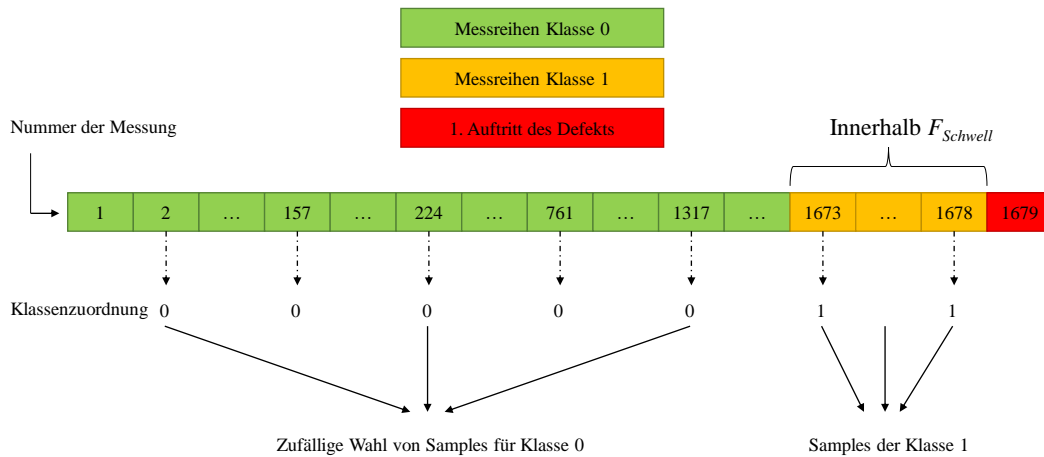 Messreihen Klasse 0
Messreihen Klasse 1
1. Auftritt des Defekts
Nummer der Messung
Innerhalb F_Schwell
1 2 … 157 … 224 … 761 … 1317 … 1673 … 1678 1679
Klassenzuordnung 0 0 0 0 0 1 1
Zufällige Wahl von Samples für Klasse 0
Samples der Klasse 1